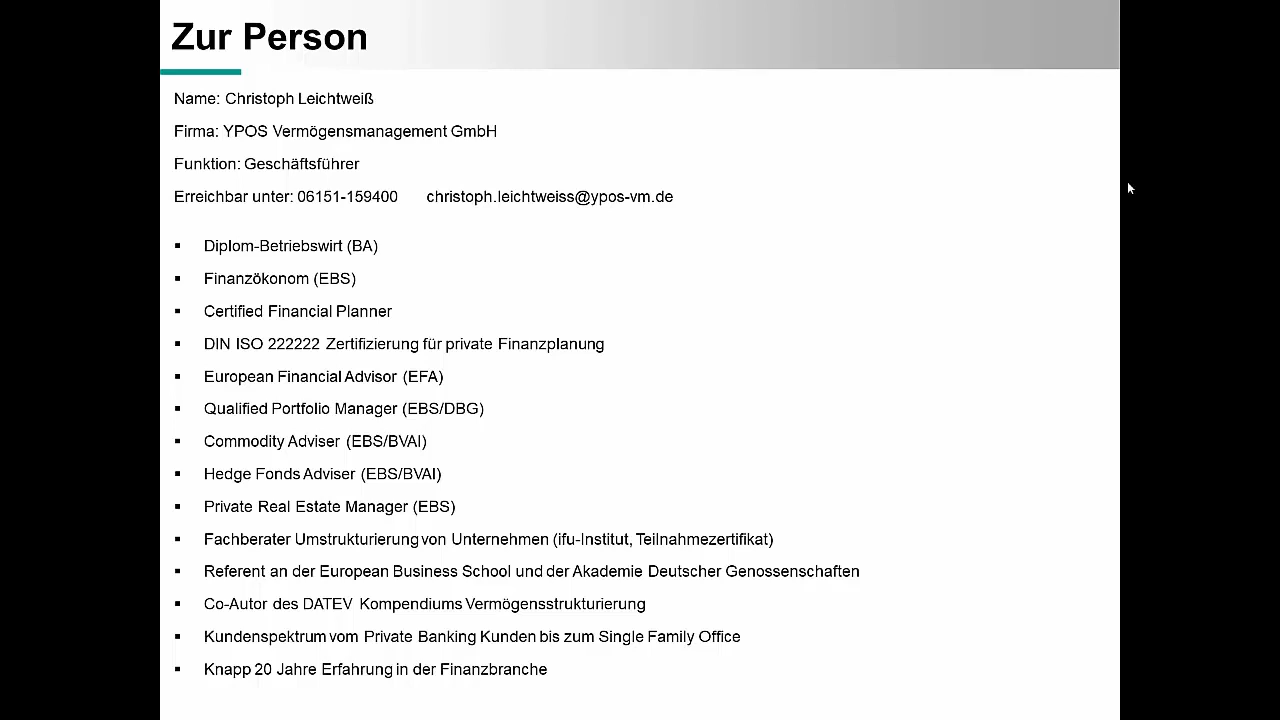 Zur Person
Name: Christoph Leichtweiß
Firma: YPOS Vermögensmanagement GmbH
Funktion: Geschäftsführer
Erreichbar unter: 06151-159400 christoph.leichtweiss@ypos-vm.de
▪ Diplom-Betriebswirt (BA)
▪ Finanzökonom (EBS)
▪ Certified Financial Planner
▪ DIN ISO 222222 Zertifizierung für private Finanzplanung
▪ European Financial Advisor (EFA)
▪ Qualified Portfolio Manager (EBS/DBG)
▪ Commodity Adviser (EBS/BVAI)
▪ Hedge Fonds Adviser (EBS/BVAI)
▪ Private Real Estate Manager (EBS)
▪ Fachberater Umstrukturierung von Unternehmen (ifu-Institut, Teilnahmezertifikat)
▪ Referent an der European Business School und der Akademie Deutscher Genossenschaften
▪ Co-Autor des DATEV Kompendiums Vermögensstrukturierung
▪ Kundenspektrum vom Private Banking Kunden bis zum Single Family Office
▪ Knapp 20 Jahre Erfahrung in der Finanzbranche